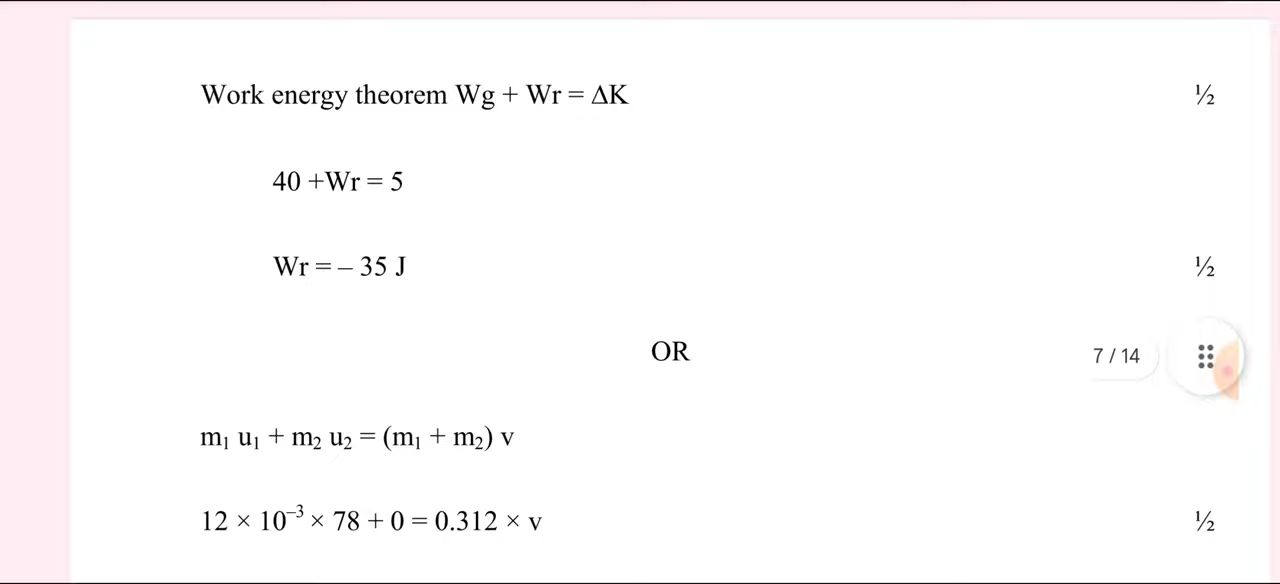 Work energy theorem Wg + Wr = ΔK ½
40 +Wr = 5
Wr = – 35 J ½
OR
7 / 14
m₁ u₁ + m₂ u₂ = (m₁ + m₂) v
12 × 10⁻³ × 78 + 0 = 0.312 × v ½